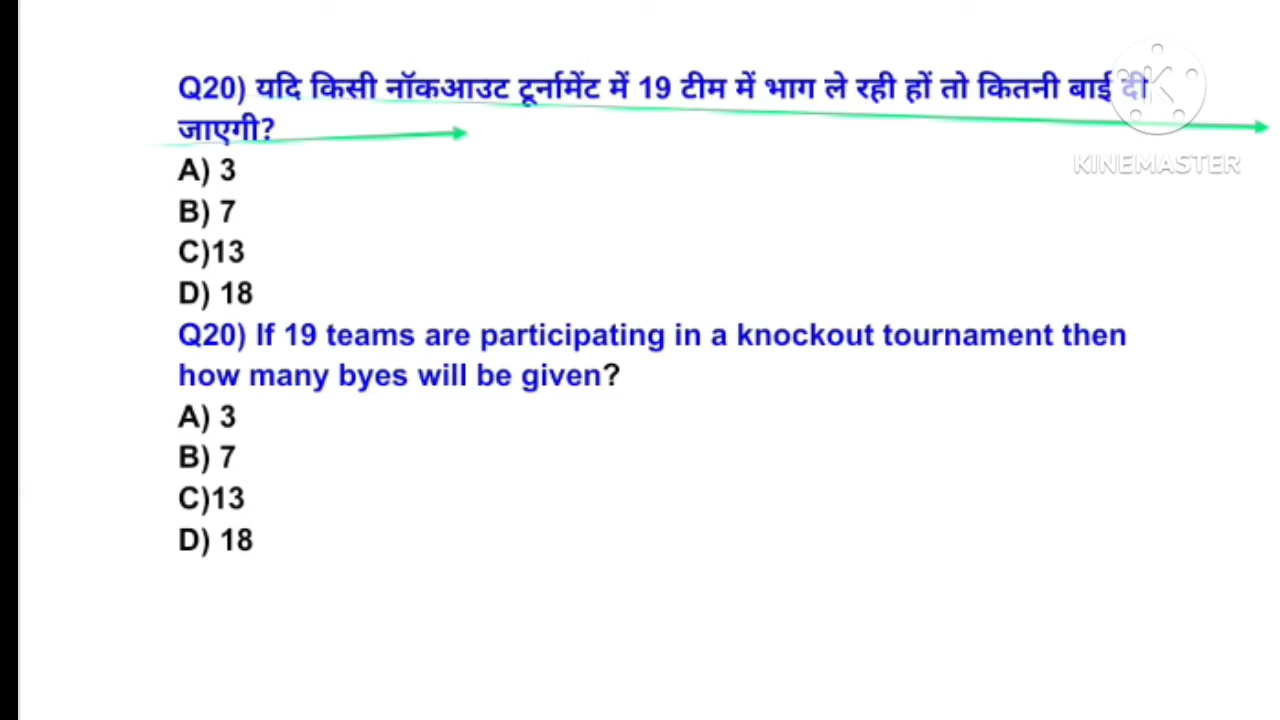 Q20) यदि किसी नॉकआउट टूर्नामेंट में 19 टीम में भाग ले रही हों तो कितनी बाई दी
जाएगी?
A) 3
B) 7
C)13
D) 18
Q20) If 19 teams are participating in a knockout tournament then
how many byes will be given?
A) 3
B) 7
C)13
D) 18
KINEMASTER